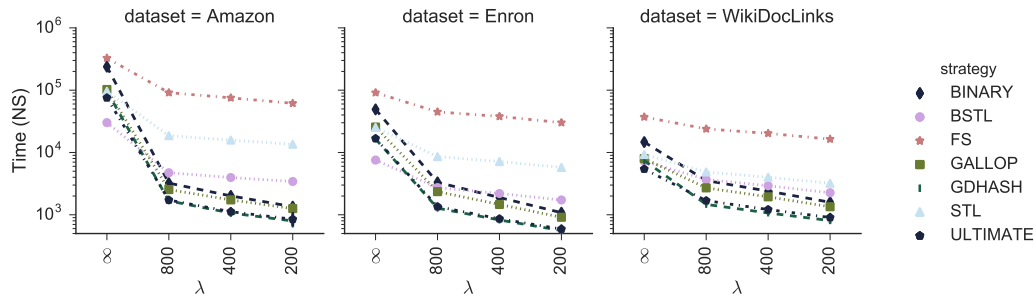 dataset = Amazon
dataset = Enron
dataset = WikiDocLinks
10^6
10^5
10^4
10^3
Time (NS)
∞ 800 400 200
λ
∞ 800 400 200
λ
∞ 800 400 200
λ
strategy
BINARY
BSTL
FS
GALLOP
GDHASH
STL
ULTIMATE